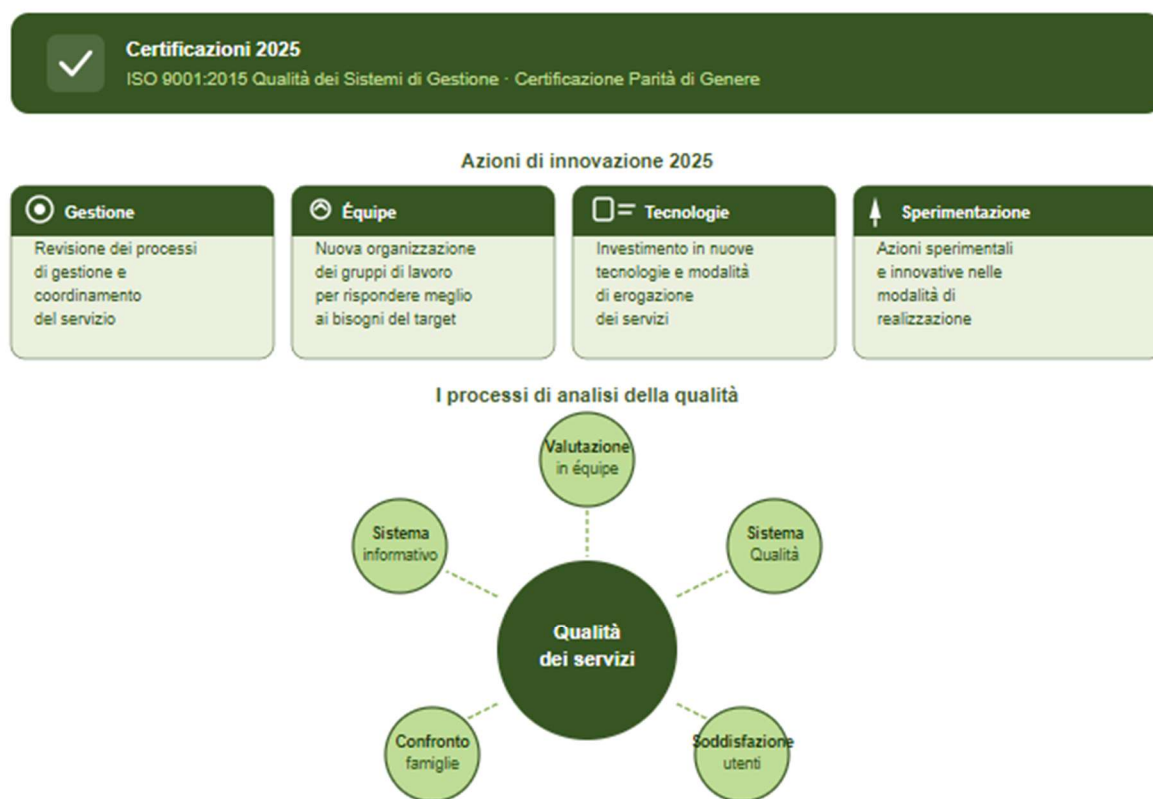 Certificazioni 2025
ISO 9001:2015 Qualità dei Sistemi di Gestione · Certificazione Parità di Genere
Azioni di innovazione 2025
Gestione
Revisione dei processi
di gestione e
coordinamento
del servizio
Équipe
Nuova organizzazione
dei gruppi di lavoro
per rispondere meglio
ai bisogni del target
Tecnologie
Investimento in nuove
tecnologie e modalità
di erogazione
dei servizi
Sperimentazione
Azioni sperimentali
e innovative nelle
modalità di
realizzazione
I processi di analisi della qualità
Valutazione
in équipe
Sistema
informativo
Sistema
Qualità
Qualità
dei servizi
Confronto
famiglie
Soddisfazione
utenti